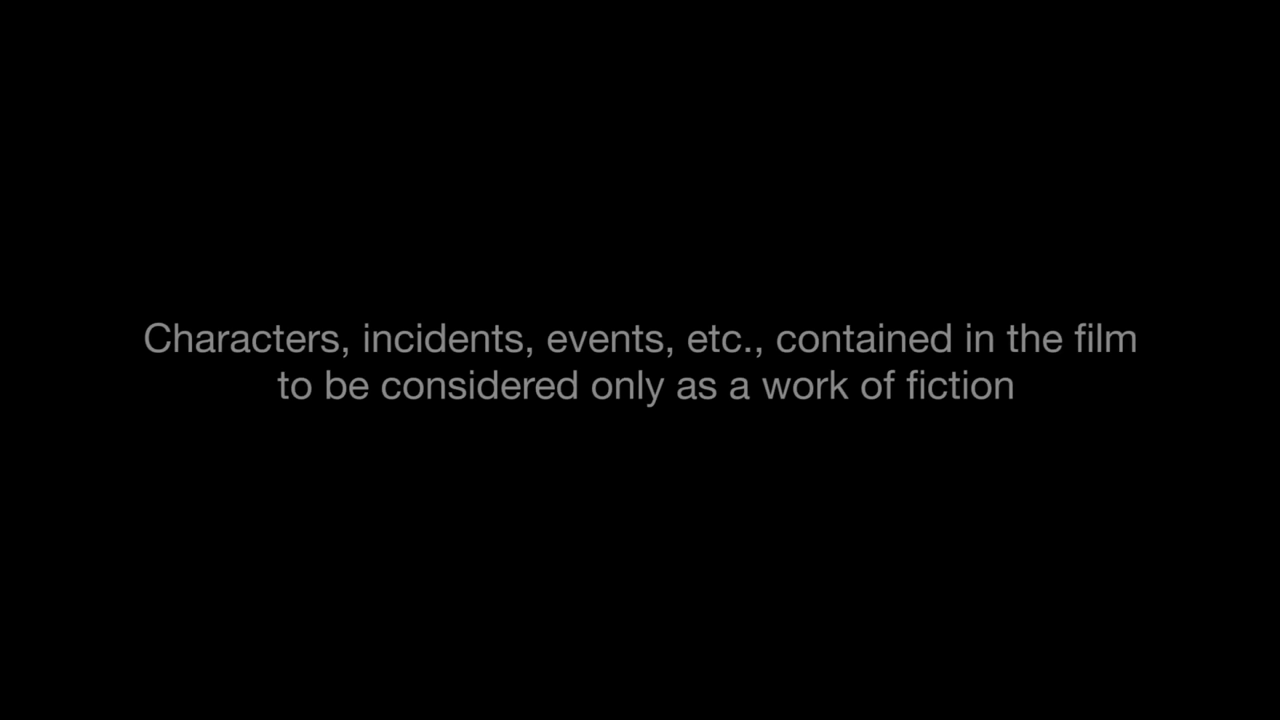 Characters, incidents, events, etc., contained in the film
to be considered only as a work of fiction